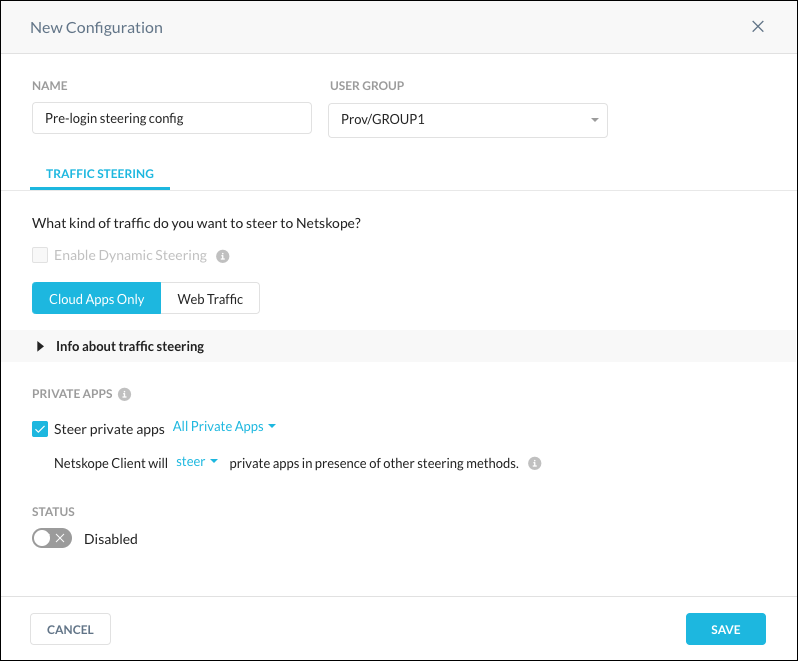 New Configuration
NAME
USER GROUP
Pre-login steering config
Prov/GROUP1
TRAFFIC STEERING
What kind of traffic do you want to steer to Netskope?
Enable Dynamic Steering
Cloud Apps Only
Web Traffic
Info about traffic steering
PRIVATE APPS
Steer private apps All Private Apps
Netskope Client will steer private apps in presence of other steering methods.
STATUS
Disabled
CANCEL
SAVE